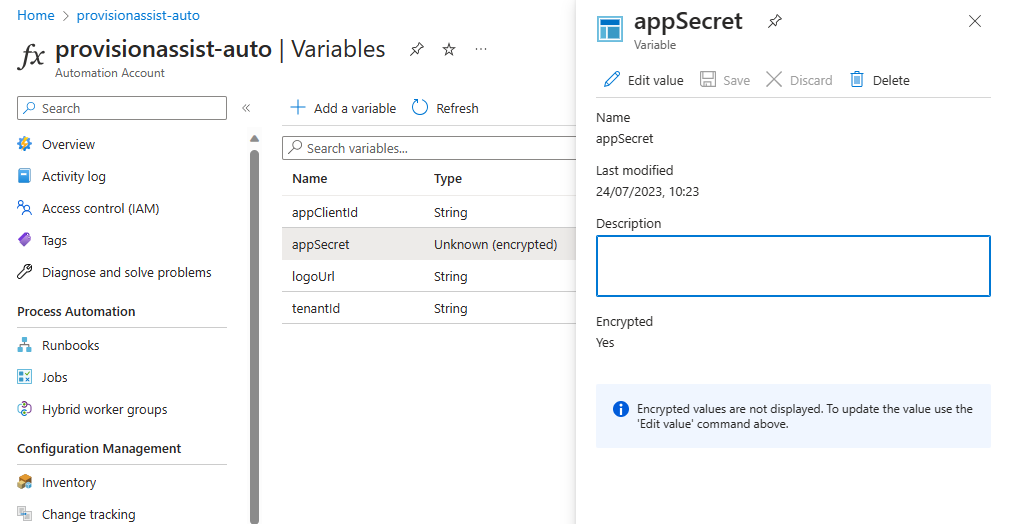 Home > provisionassist-auto
fx provisionassist-auto | Variables ...
Automation Account
Search «
Overview
Activity log
Access control (IAM)
Tags
Diagnose and solve problems
Process Automation
Runbooks
Jobs
Hybrid worker groups
Configuration Management
Inventory
Change tracking
+ Add a variable Refresh
Search variables...
Name Type
appClientId String
appSecret Unknown (encrypted)
logoUrl String
tenantId String
appSecret
Variable
Edit value Save Discard Delete
Name
appSecret
Last modified
24/07/2023, 10:23
Description
Encrypted
Yes
Encrypted values are not displayed. To update the value use the
'Edit value' command above.